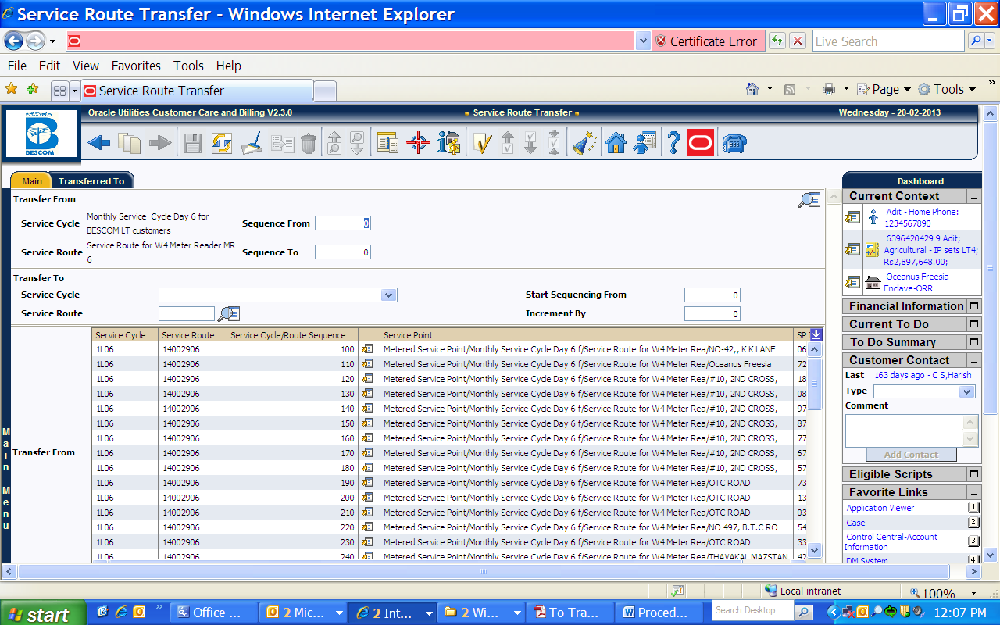 Service Route Transfer - Windows Internet Explorer
Certificate Error
Live Search
File Edit View Favorites Tools Help
Service Route Transfer
Page Tools
ಬೆವಿಕಂ
BESCOM
Oracle Utilities Customer Care and Billing V2.3.0
Service Route Transfer
Wednesday - 20-02-2013
Main Transferred To
Transfer From
Service Cycle Monthly Service Cycle Day 6 for
BESCOM LT customers
Sequence From 0
Service Route Service Route for W4 Meter Reader MR
6
Sequence To 0
Transfer To
Service Cycle
Start Sequencing From 0
Service Route
Increment By 0
Transfer From
Service Cycle Service Route Service Cycle/Route Sequence Service Point SP
1L06 14002906 100 Metered Service Point/Monthly Service Cycle Day 6 f/Service Route for W4 Meter Rea/NO-42,, K K LANE 06
1L06 14002906 110 Metered Service Point/Monthly Service Cycle Day 6 f/Service Route for W4 Meter Rea/Oceanus Freesia 72
1L06 14002906 120 Metered Service Point/Monthly Service Cycle Day 6 f/Service Route for W4 Meter Rea/#10, 2ND CROSS, 18
1L06 14002906 130 Metered Service Point/Monthly Service Cycle Day 6 f/Service Route for W4 Meter Rea/#10, 2ND CROSS, 08
1L06 14002906 140 Metered Service Point/Monthly Service Cycle Day 6 f/Service Route for W4 Meter Rea/#10, 2ND CROSS, 97
1L06 14002906 150 Metered Service Point/Monthly Service Cycle Day 6 f/Service Route for W4 Meter Rea/#10, 2ND CROSS, 87
1L06 14002906 160 Metered Service Point/Monthly Service Cycle Day 6 f/Service Route for W4 Meter Rea/#10, 2ND CROSS, 77
1L06 14002906 170 Metered Service Point/Monthly Service Cycle Day 6 f/Service Route for W4 Meter Rea/#10, 2ND CROSS, 67
1L06 14002906 180 Metered Service Point/Monthly Service Cycle Day 6 f/Service Route for W4 Meter Rea/#10, 2ND CROSS, 57
1L06 14002906 190 Metered Service Point/Monthly Service Cycle Day 6 f/Service Route for W4 Meter Rea/OTC ROAD 73
1L06 14002906 200 Metered Service Point/Monthly Service Cycle Day 6 f/Service Route for W4 Meter Rea/OTC ROAD 13
1L06 14002906 210 Metered Service Point/Monthly Service Cycle Day 6 f/Service Route for W4 Meter Rea/OTC ROAD 03
1L06 14002906 220 Metered Service Point/Monthly Service Cycle Day 6 f/Service Route for W4 Meter Rea/NO 497, B.T.C RO 54
1L06 14002906 230 Metered Service Point/Monthly Service Cycle Day 6 f/Service Route for W4 Meter Rea/OTC ROAD 33
1L06 14002906 240 Metered Service Point/Monthly Service Cycle Day 6 f/Service Route for W4 Meter Rea/THAVAKAL MAZSTAN 42
Main Menu
Dashboard
Current Context
Adit - Home Phone:
1234567890
6396420429 9 Adit;
Agricultural - IP sets LT4;
Rs2,897,648.00;
Oceanus Freesia
Enclave-ORR
Financial Information
Current To Do
To Do Summary
Customer Contact
Last 163 days ago - C S,Harish
Type
Comment
Add Contact
Eligible Scripts
Favorite Links
Application Viewer 1
Case 2
Control Central-Account
Information 3
DM System 4
Local intranet
100%
start
Office ...
2 Mic...
2 Int...
2 Wi...
To Tra...
Proced...
Search Desktop
12:07 PM